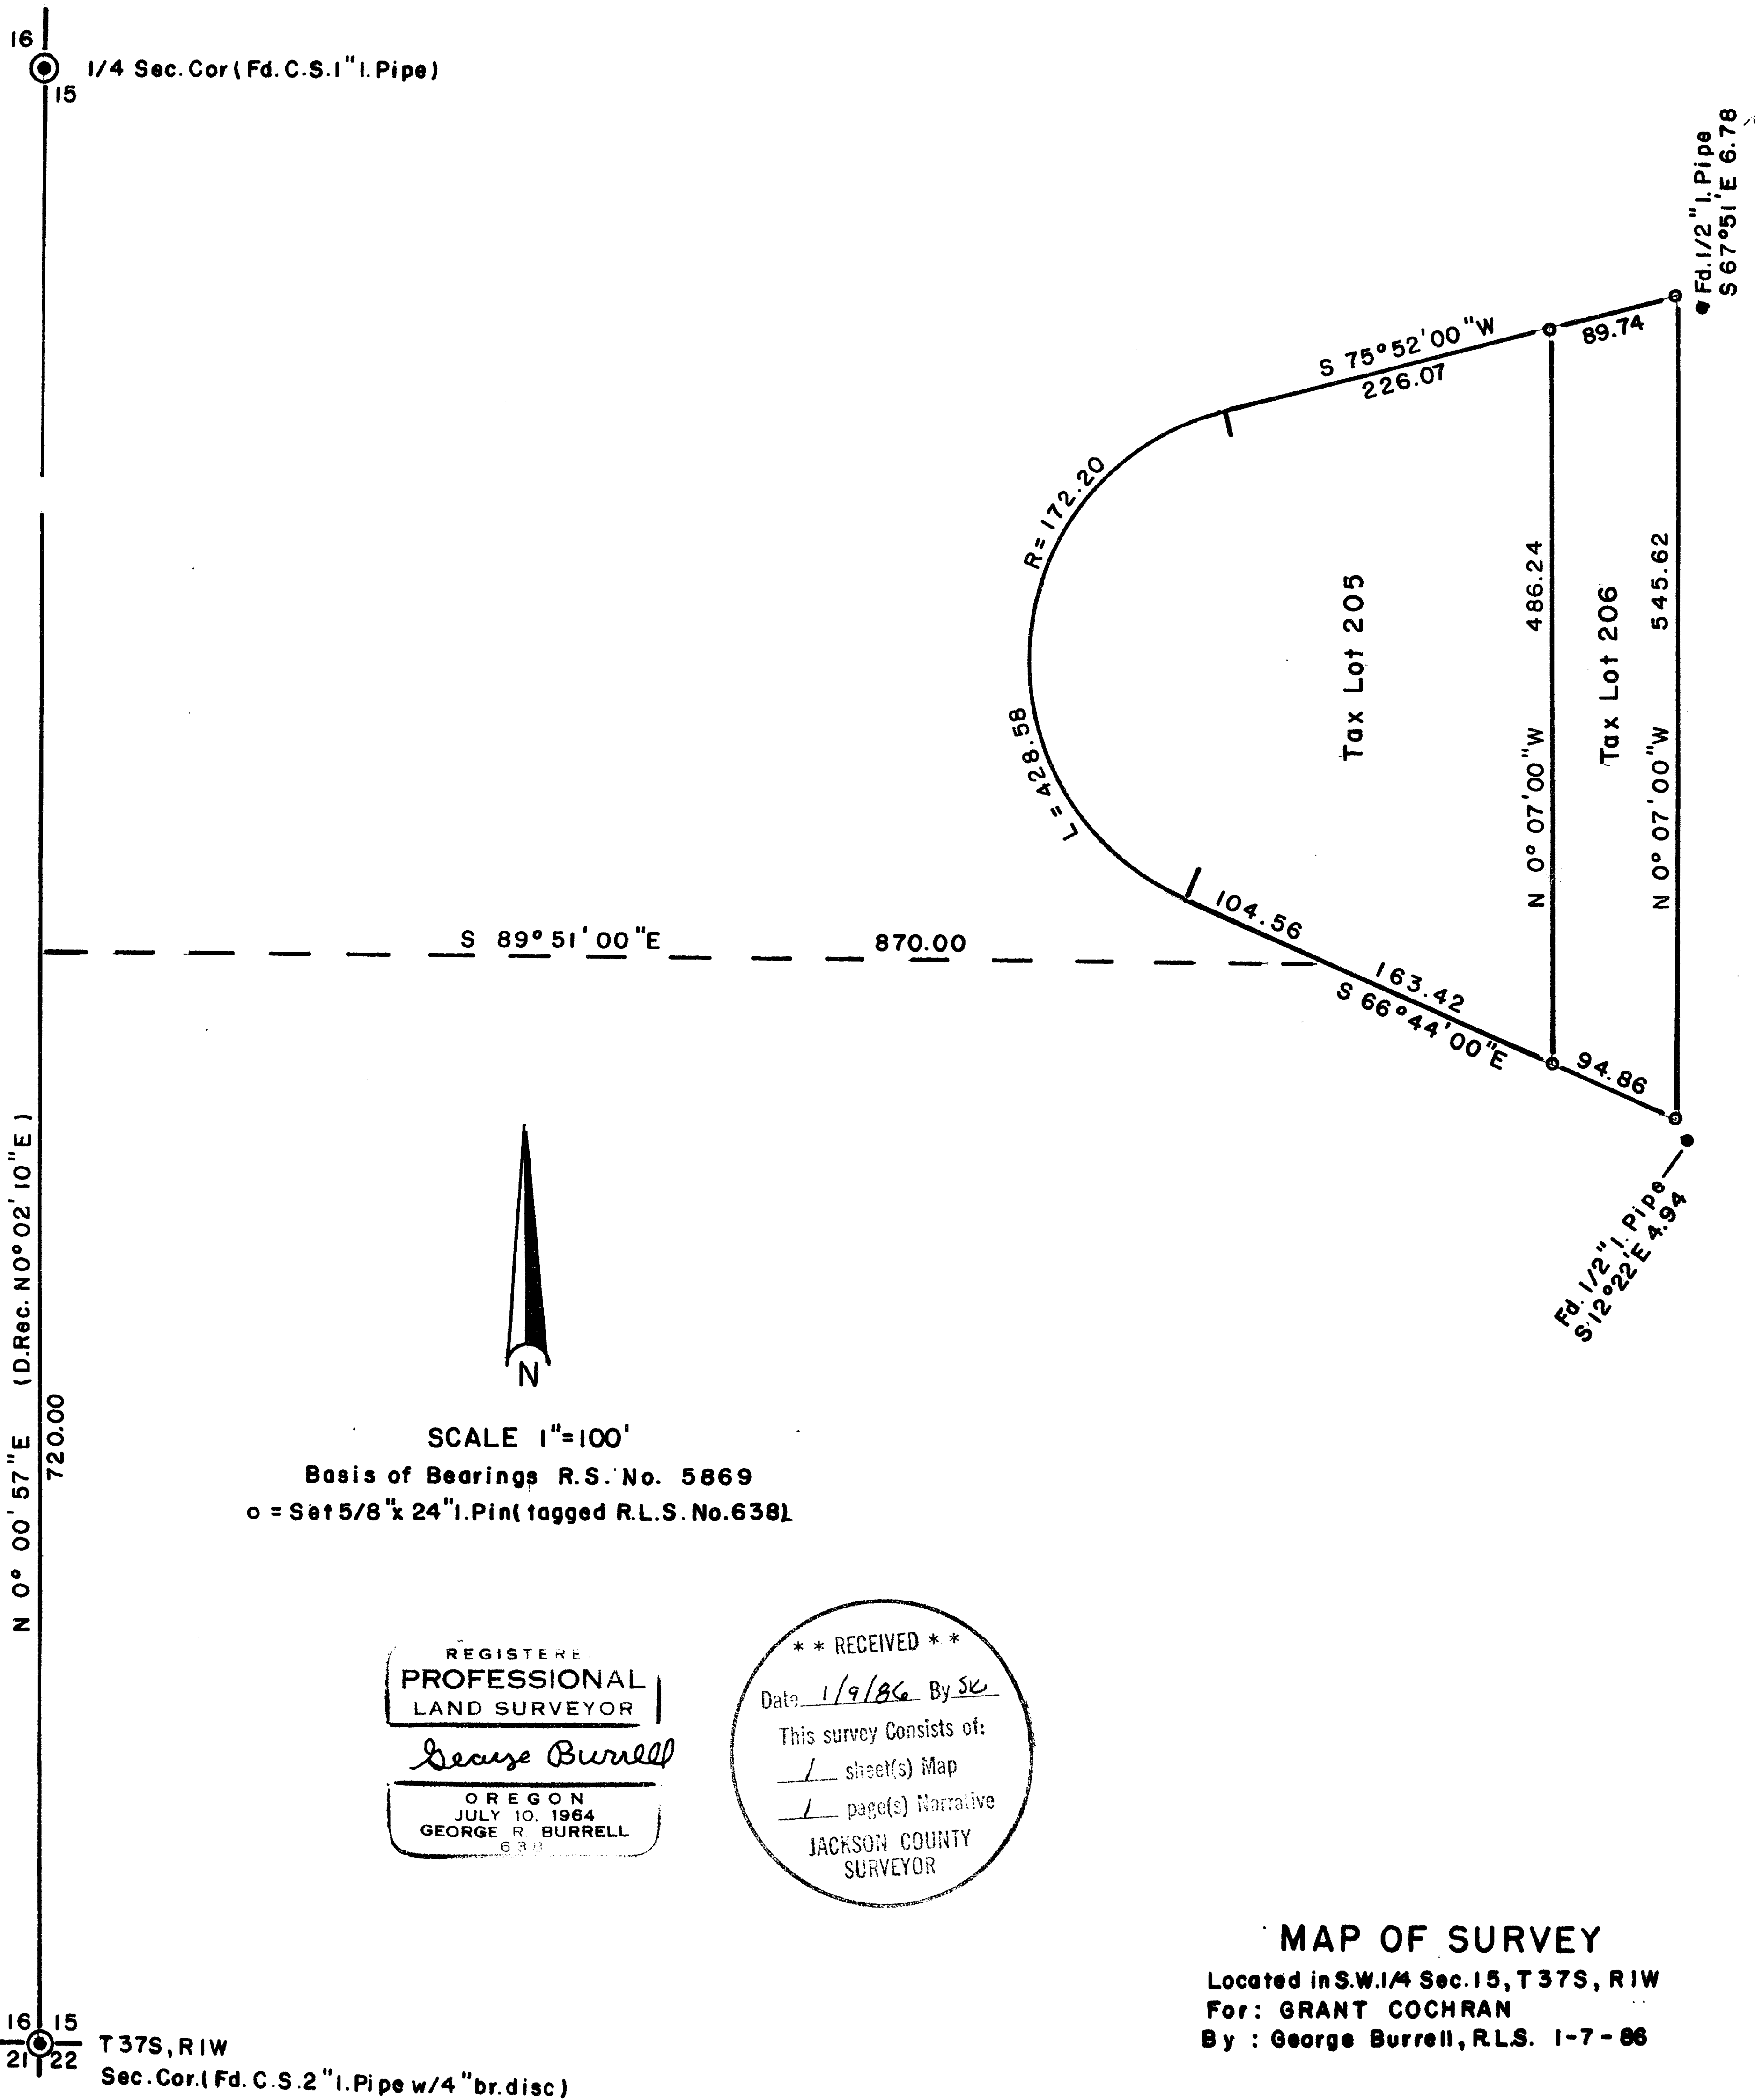 16
1/4 Sec. Cor (Fd. C.S. 1" I. Pipe)
15
Fd. 1/2" I. Pipe
S 67°51'E 6.78
S 75°52'00"W
226.07
89.74
R = 172.20
L = 428.58
Tax Lot 205
N 0° 07'00"W 486.24
Tax Lot 206
N 0° 07'00"W 545.62
104.56
163.42
S 66°44'00"E
94.86
S 89°51'00"E 870.00
Fd. 1/2" I. Pipe
S 12°22'E 4.94
N 0° 00'57"E (D.Rec. N0°02'10"E)
720.00
N
SCALE 1"=100'
Basis of Bearings R.S. No. 5869
o = Set 5/8"x 24" I. Pin(tagged R.L.S. No.638)
REGISTERE
PROFESSIONAL
LAND SURVEYOR
George Burrell
OREGON
JULY 10, 1964
GEORGE R. BURRELL
638
* * RECEIVED * *
Date 1/9/86 By SK
This survey Consists of:
1 sheet(s) Map
1 page(s) Narrative
JACKSON COUNTY
SURVEYOR
MAP OF SURVEY
Located in S.W.1/4 Sec.15, T37S, R1W
For: GRANT COCHRAN
By : George Burrell, R.L.S. 1-7-86
16 15
21 22
T37S, R1W
Sec. Cor.(Fd. C.S. 2" I. Pipe w/4" br. disc)